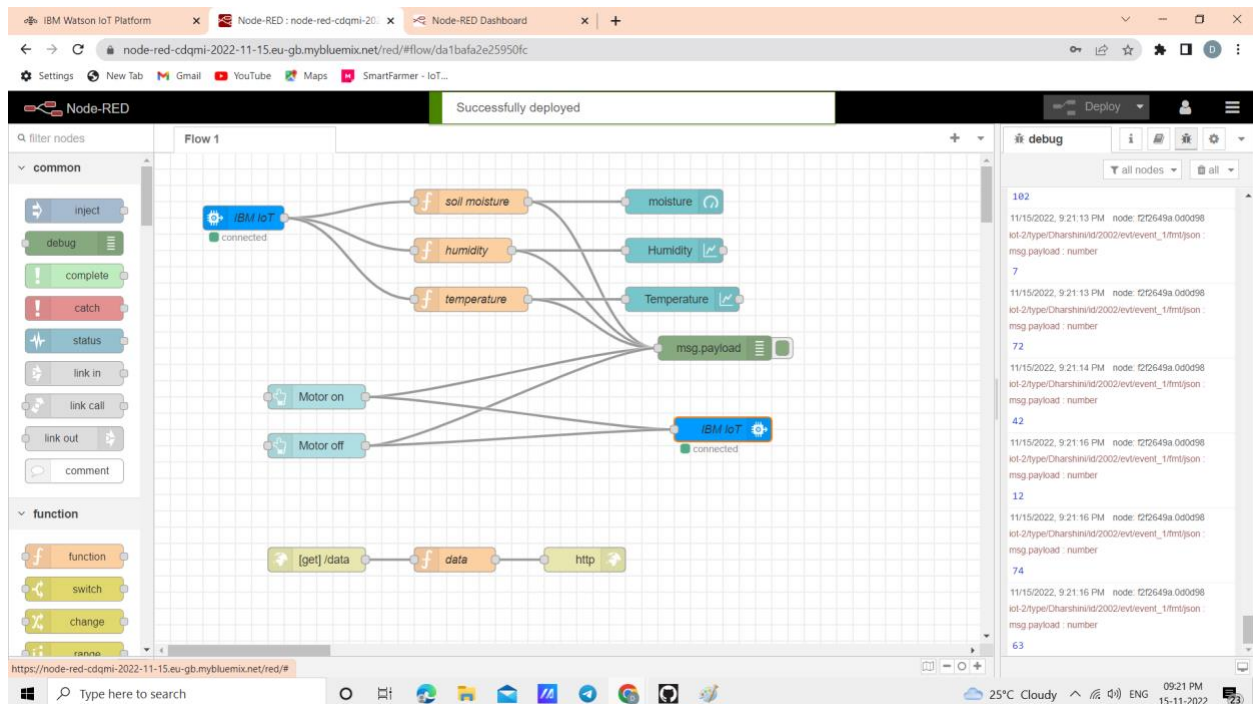 IBM Watson IoT Platform
Node-RED : node-red-cdqmi-20
Node-RED Dashboard
node-red-cdqmi-2022-11-15.eu-gb.mybluemix.net/red/#flow/da1bafa2e25950fc
Settings New Tab Gmail YouTube Maps SmartFarmer - IoT...
Node-RED
Successfully deployed
Deploy
filter nodes
Flow 1
debug
common
all nodes
all
inject
debug
complete
catch
status
link in
link call
link out
comment
function
function
switch
change
range
IBM IoT
connected
soil moisture
humidity
temperature
moisture
Humidity
Temperature
msg.payload
Motor on
Motor off
IBM IoT
connected
[get] /data
data
http
102
11/15/2022, 9:21:13 PM node: f2f2649a.0d0d98
iot-2/type/Dharshini/id/2002/evt/event_1/fmt/json :
msg.payload : number
7
11/15/2022, 9:21:13 PM node: f2f2649a.0d0d98
iot-2/type/Dharshini/id/2002/evt/event_1/fmt/json :
msg.payload : number
72
11/15/2022, 9:21:14 PM node: f2f2649a.0d0d98
iot-2/type/Dharshini/id/2002/evt/event_1/fmt/json :
msg.payload : number
42
11/15/2022, 9:21:16 PM node: f2f2649a.0d0d98
iot-2/type/Dharshini/id/2002/evt/event_1/fmt/json :
msg.payload : number
12
11/15/2022, 9:21:16 PM node: f2f2649a.0d0d98
iot-2/type/Dharshini/id/2002/evt/event_1/fmt/json :
msg.payload : number
74
11/15/2022, 9:21:16 PM node: f2f2649a.0d0d98
iot-2/type/Dharshini/id/2002/evt/event_1/fmt/json :
msg.payload : number
63
https://node-red-cdqmi-2022-11-15.eu-gb.mybluemix.net/red/#
Type here to search
25°C Cloudy
ENG
09:21 PM
15-11-2022
23